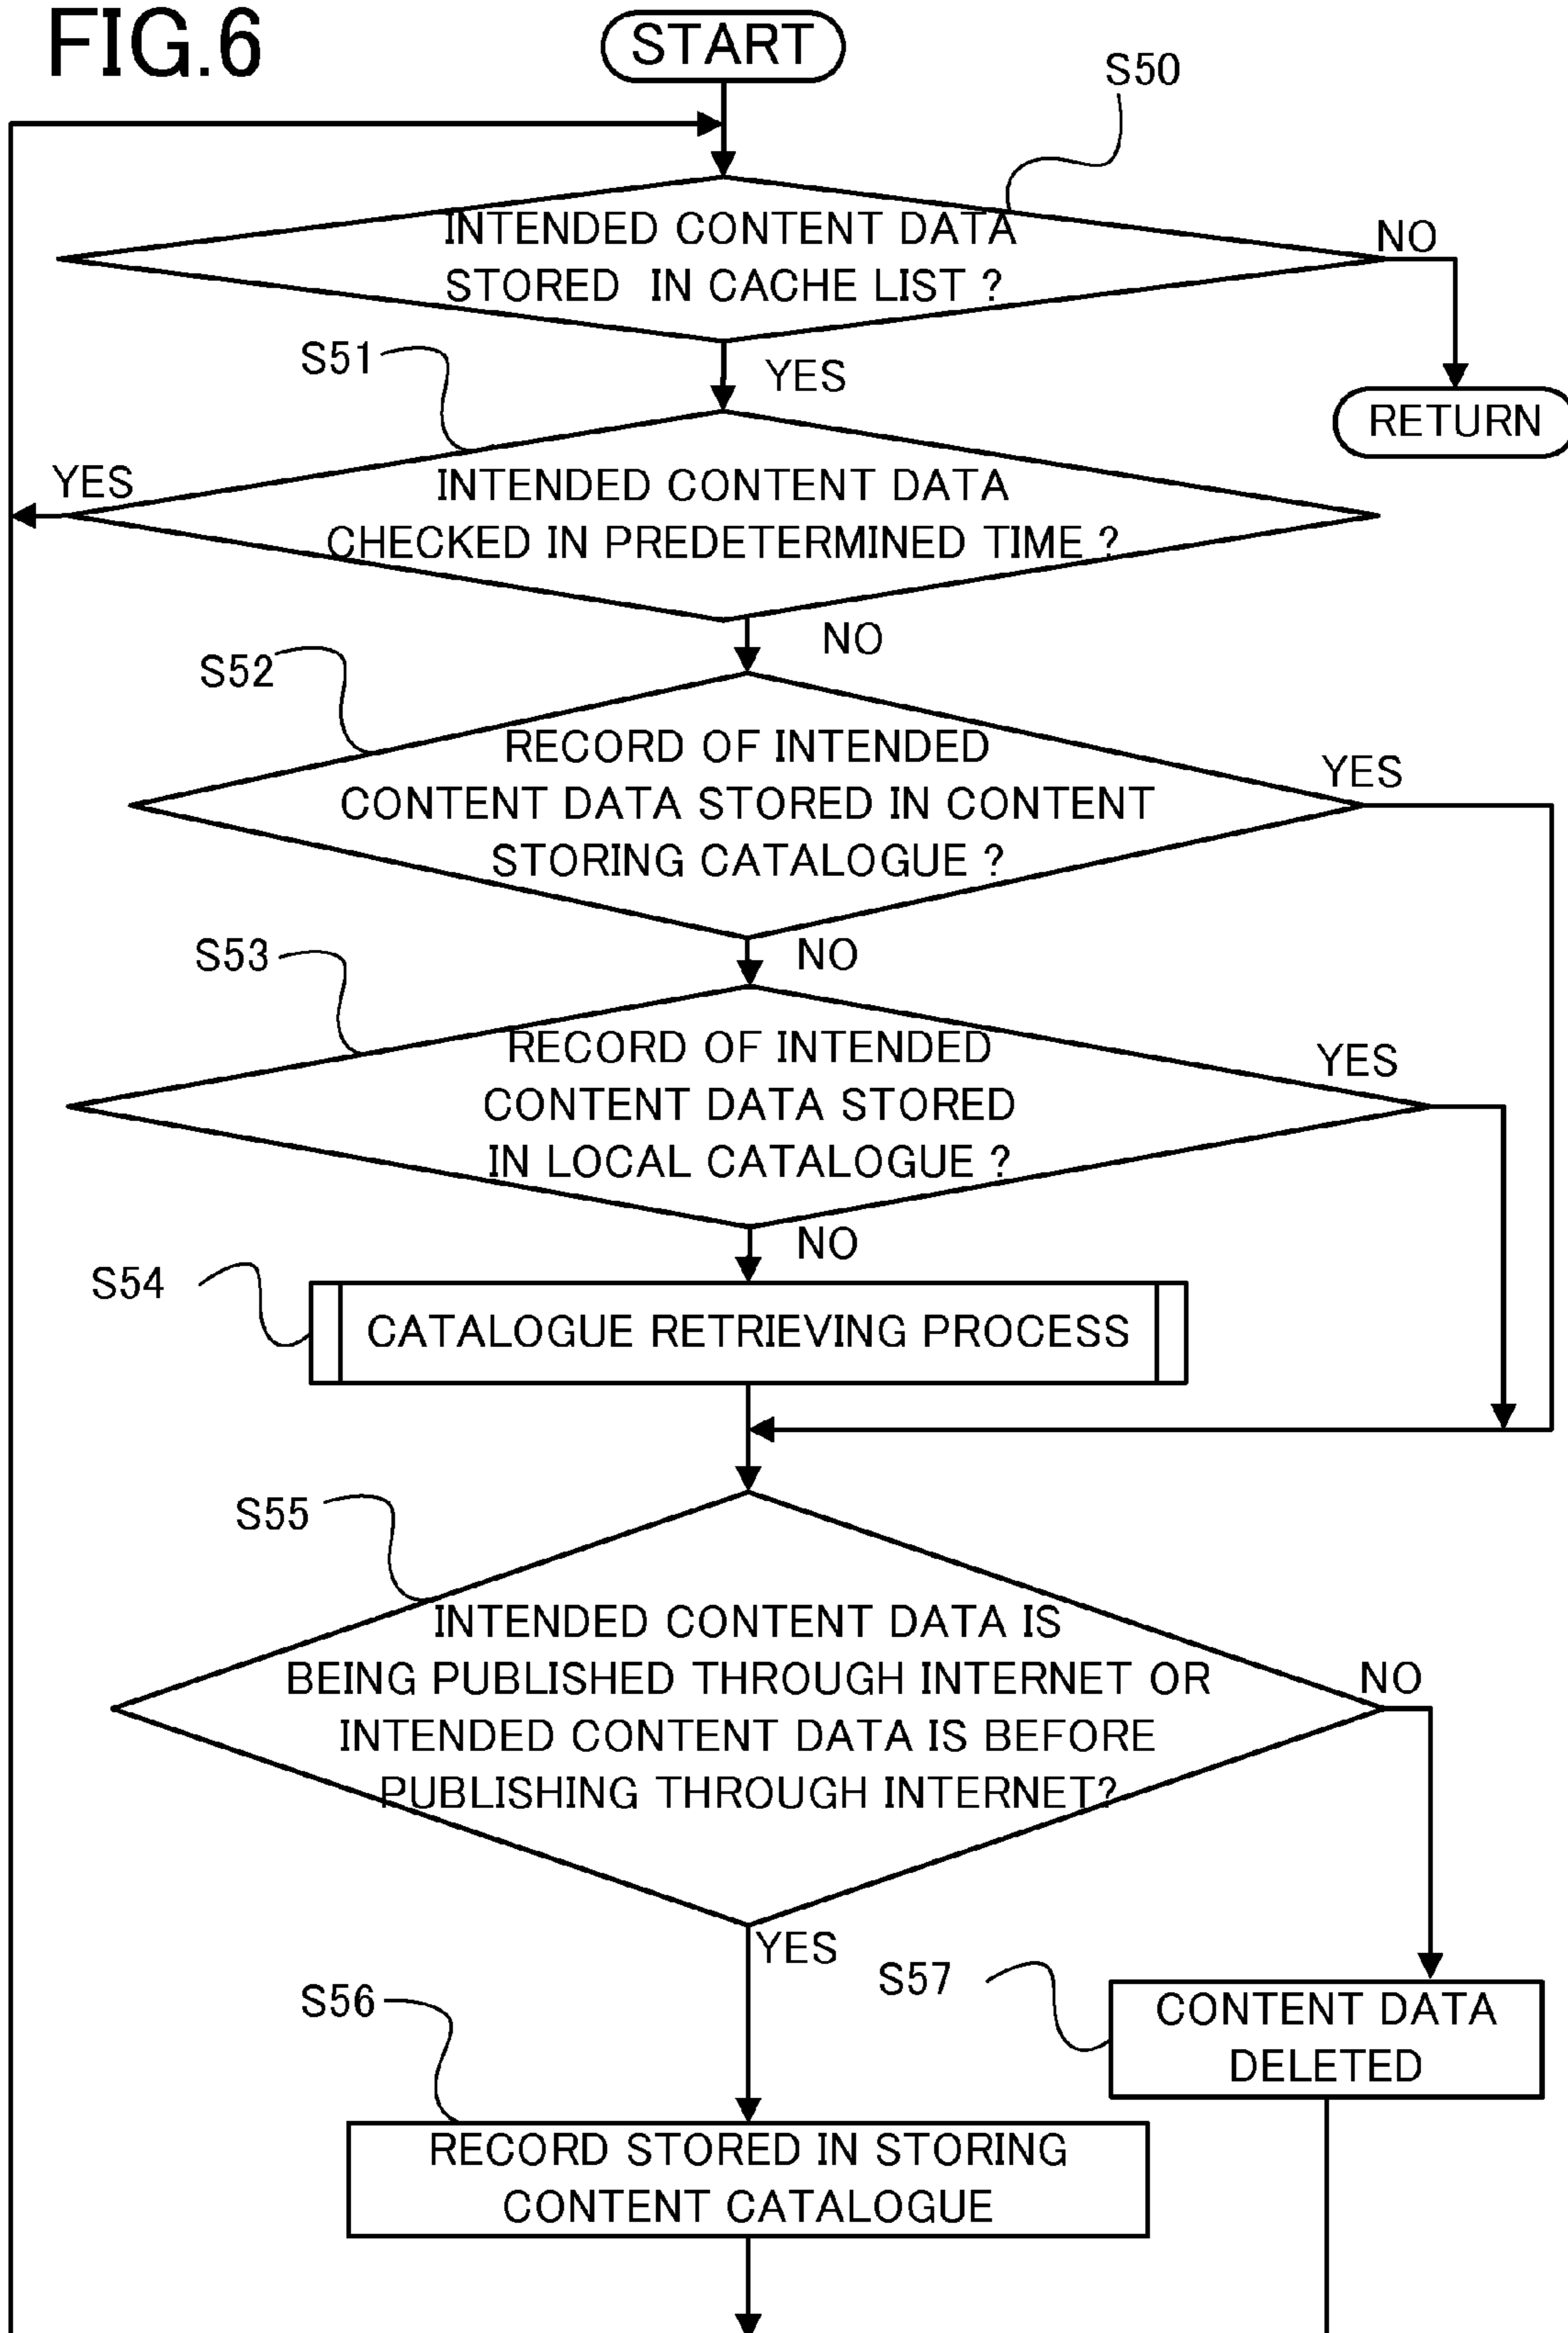 FIG.6
START
S50
INTENDED CONTENT DATA
STORED IN CACHE LIST ?
NO
S51
YES
RETURN
YES
INTENDED CONTENT DATA
CHECKED IN PREDETERMINED TIME ?
NO
S52
RECORD OF INTENDED
CONTENT DATA STORED IN CONTENT
STORING CATALOGUE ?
YES
S53
NO
RECORD OF INTENDED
CONTENT DATA STORED
IN LOCAL CATALOGUE ?
YES
NO
S54
CATALOGUE RETRIEVING PROCESS
S55
INTENDED CONTENT DATA IS
BEING PUBLISHED THROUGH INTERNET OR
INTENDED CONTENT DATA IS BEFORE
PUBLISHING THROUGH INTERNET?
NO
YES
S57
CONTENT DATA
DELETED
S56
RECORD STORED IN STORING
CONTENT CATALOGUE